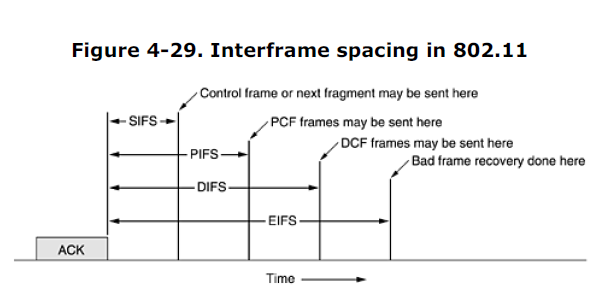 Figure 4-29. Interframe spacing in 802.11
Control frame or next fragment may be sent here
SIFS
PCF frames may be sent here
PIFS
DCF frames may be sent here
Bad frame recovery done here
DIFS
EIFS
ACK
Time